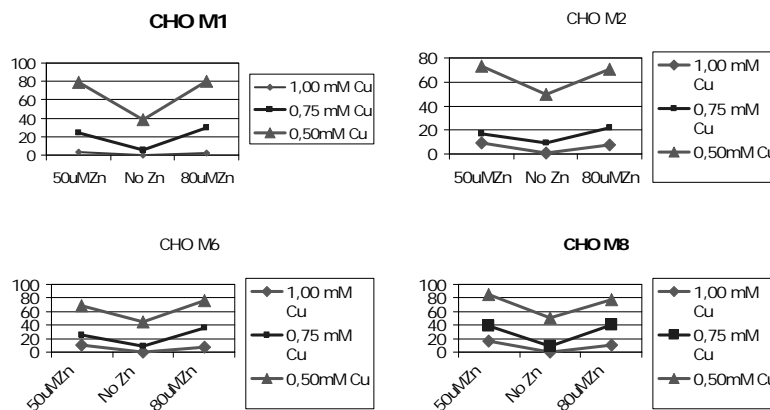 CHO M1
100
80
60
40
20
0
50uMZn No Zn 80uMZn
1,00 mM Cu
0,75 mM Cu
0,50mM Cu
CHO M2
80
60
40
20
0
50uMZn No Zn 80uMZn
1,00 mM
Cu
0,75 mM
Cu
0,50mM Cu
CHO M6
100
80
60
40
20
0
50uMZn No Zn 80uMZn
1,00 mM
Cu
0,75 mM
Cu
0,50mM Cu
CHO M8
100
80
60
40
20
0
50uMZn No Zn 80uMZn
1,00 mM
Cu
0,75 mM
Cu
0,50mM Cu